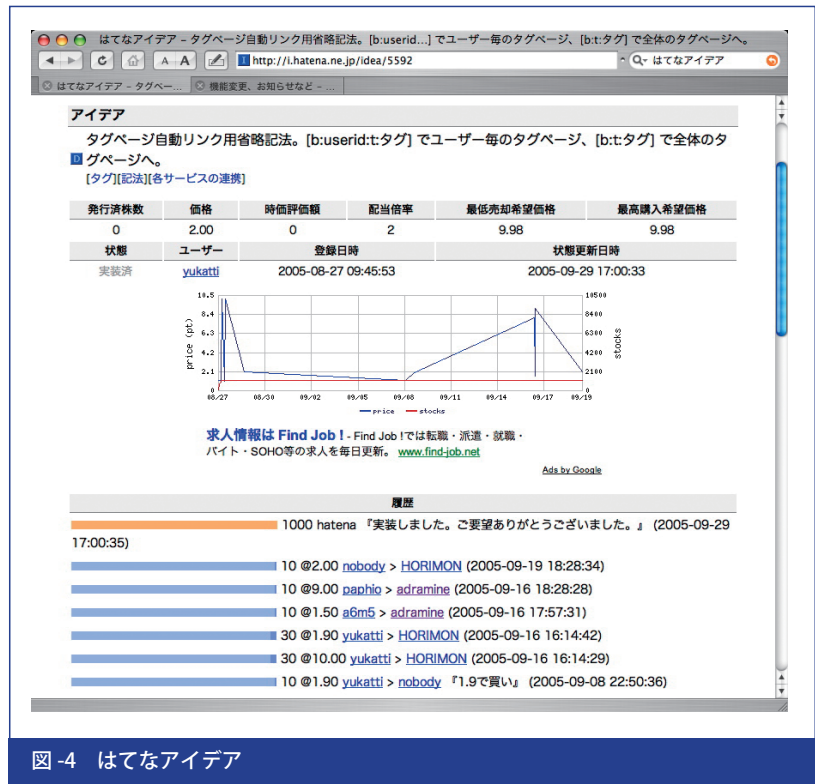 はてなアイデア – タグページ自動リンク用省略記法。[b:userid...] でユーザー毎のタグページ、[b:t:タグ] で全体のタグページへ。
A A http://i.hatena.ne.jp/idea/5592 はてなアイデア
はてなアイデア – タグペー... 機能変更、お知らせなど – ...
アイデア
タグページ自動リンク用省略記法。[b:userid:t:タグ] でユーザー毎のタグページ、[b:t:タグ] で全体のタ
グページへ。
[タグ][記法][各サービスの連携]
発行済株数 価格 時価評価額 配当倍率 最低売却希望価格 最高購入希望価格
0 2.00 0 2 9.98 9.98
状態 ユーザー 登録日時 状態更新日時
実装済 yukatti 2005-08-27 09:45:53 2005-09-29 17:00:33
10.5 10500
8.4 8400
6.3 6300
4.2 4200
2.1 2100
0 0
price (pt) stocks
08/27 08/30 09/02 09/05 09/08 09/11 09/14 09/17 09/19
price stocks
求人情報は Find Job ! - Find Job !では転職・派遣・就職・
バイト・SOHO等の求人を毎日更新。 www.find-job.net
Ads by Google
履歴
1000 hatena 『実装しました。ご要望ありがとうございました。』 (2005-09-29
17:00:35)
10 @2.00 nobody > HORIMON (2005-09-19 18:28:34)
10 @9.00 paphio > adramine (2005-09-16 18:28:28)
10 @1.50 a6m5 > adramine (2005-09-16 17:57:31)
30 @1.90 yukatti > HORIMON (2005-09-16 16:14:42)
30 @10.00 yukatti > HORIMON (2005-09-16 16:14:29)
10 @1.90 yukatti > nobody 『1.9で買い』 (2005-09-08 22:50:36)
図-4 はてなアイデア